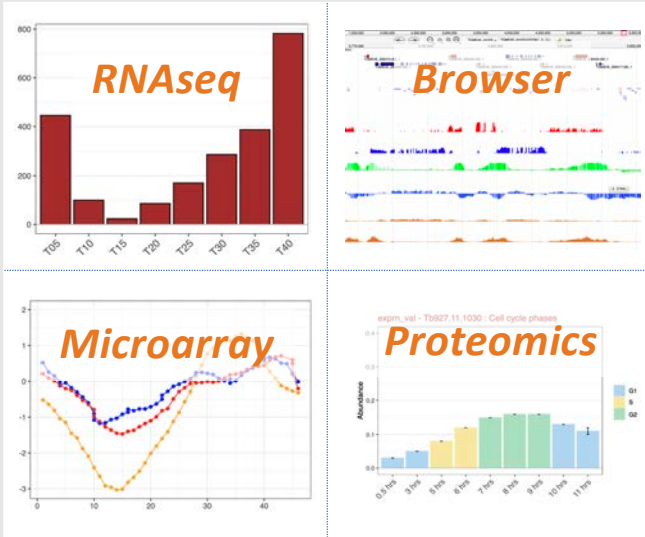 RNAseq
800
600
400
200
0
T05
T10
T15
T20
T25
T30
T35
T40
Browser
Microarray
2
1
0
-1
-2
-3
0
10
20
30
40
Proteomics
exprn_val - Tb927.11.1030 : Cell cycle phases
Abundance
0.4
0.3
0.2
0.1
0.0
0.5 hrs
3 hrs
5 hrs
6 hrs
7 hrs
8 hrs
9 hrs
10 hrs
11 hrs
G1
S
G2